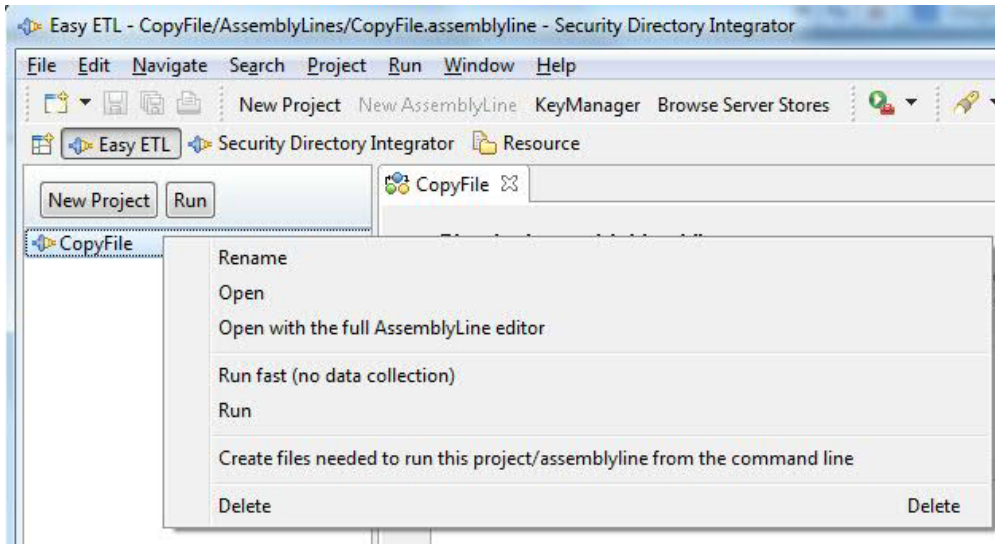 Easy ETL - CopyFile/AssemblyLines/CopyFile.assemblyline - Security Directory Integrator
File Edit Navigate Search Project Run Window Help
New Project New AssemblyLine KeyManager Browse Server Stores
Easy ETL Security Directory Integrator Resource
New Project Run
CopyFile
CopyFile
Rename
Open
Open with the full AssemblyLine editor
Run fast (no data collection)
Run
Create files needed to run this project/assemblyline from the command line
Delete Delete